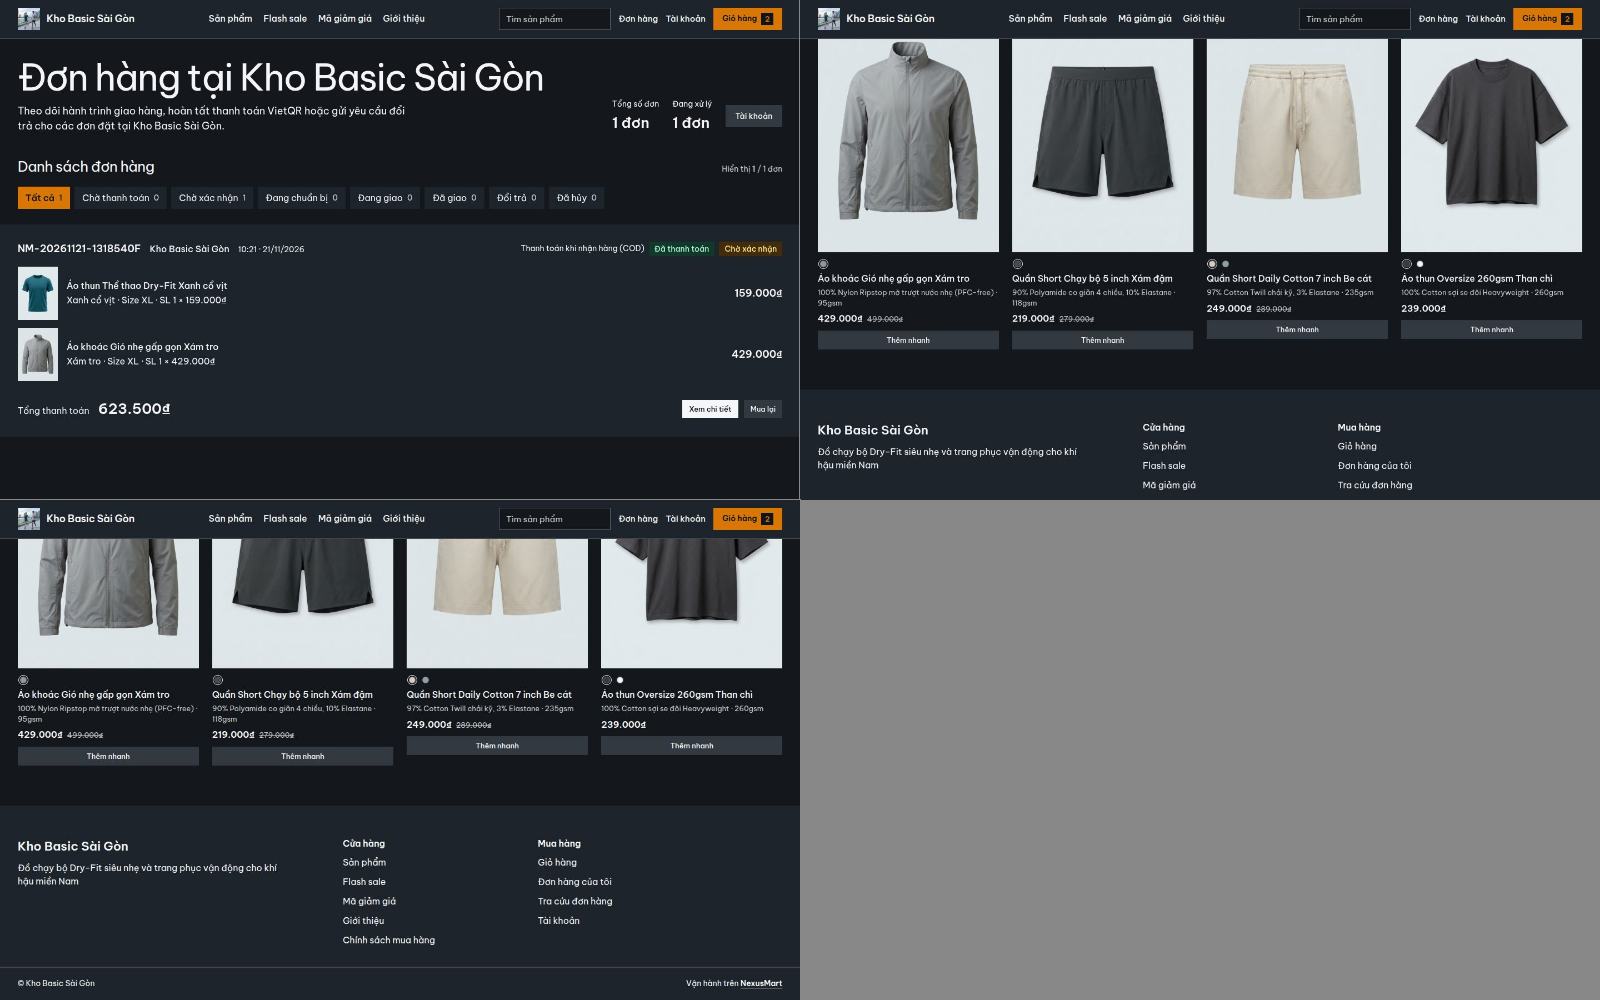 Kho Basic Sài Gòn
Sản phẩm Flash sale Mã giảm giá Giới thiệu
Tìm sản phẩm
Đơn hàng Tài khoản Giỏ hàng 2
Đơn hàng tại Kho Basic Sài Gòn
Theo dõi hành trình giao hàng, hoàn tất thanh toán VietQR hoặc gửi yêu cầu đổi
trả cho các đơn đặt tại Kho Basic Sài Gòn.
Tổng số đơn
1 đơn
Đang xử lý
1 đơn
Tài khoản
Danh sách đơn hàng
Hiển thị 1 / 1 đơn
Tất cả 1 Chờ thanh toán 0 Chờ xác nhận 1 Đang chuẩn bị 0 Đang giao 0 Đã giao 0 Đổi trả 0 Đã hủy 0
NM-20261121-1318540F Kho Basic Sài Gòn 10:21 · 21/11/2026
Thanh toán khi nhận hàng (COD) Đã thanh toán Chờ xác nhận
Áo thun Thể thao Dry-Fit Xanh cổ vịt
Xanh cổ vịt · Size XL · SL 1 × 159.000₫
159.000₫
Áo khoác Gió nhẹ gấp gọn Xám tro
Xám tro · Size XL · SL 1 × 429.000₫
429.000₫
Tổng thanh toán 623.500₫
Xem chi tiết Mua lại
Kho Basic Sài Gòn
Sản phẩm Flash sale Mã giảm giá Giới thiệu
Tìm sản phẩm
Đơn hàng Tài khoản Giỏ hàng 2
Áo khoác Gió nhẹ gấp gọn Xám tro
100% Nylon Ripstop mờ trượt nước nhẹ (PFC-free) ·
95gsm
429.000₫ 499.000₫
Thêm nhanh
Quần Short Chạy bộ 5 inch Xám đậm
90% Polyamide co giãn 4 chiều, 10% Elastane ·
118gsm
219.000₫ 279.000₫
Thêm nhanh
Quần Short Daily Cotton 7 inch Be cát
97% Cotton Twill chải kỹ, 3% Elastane · 235gsm
249.000₫ 289.000₫
Thêm nhanh
Áo thun Oversize 260gsm Than chì
100% Cotton sợi se đôi Heavyweight · 260gsm
239.000₫
Thêm nhanh
Kho Basic Sài Gòn
Đồ chạy bộ Dry-Fit siêu nhẹ và trang phục vận động cho khí
hậu miền Nam
Cửa hàng
Sản phẩm
Flash sale
Mã giảm giá
Mua hàng
Giỏ hàng
Đơn hàng của tôi
Tra cứu đơn hàng
Kho Basic Sài Gòn
Sản phẩm Flash sale Mã giảm giá Giới thiệu
Tìm sản phẩm
Đơn hàng Tài khoản Giỏ hàng 2
Áo khoác Gió nhẹ gấp gọn Xám tro
100% Nylon Ripstop mờ trượt nước nhẹ (PFC-free) ·
95gsm
429.000₫ 499.000₫
Thêm nhanh
Quần Short Chạy bộ 5 inch Xám đậm
90% Polyamide co giãn 4 chiều, 10% Elastane ·
118gsm
219.000₫ 279.000₫
Thêm nhanh
Quần Short Daily Cotton 7 inch Be cát
97% Cotton Twill chải kỹ, 3% Elastane · 235gsm
249.000₫ 289.000₫
Thêm nhanh
Áo thun Oversize 260gsm Than chì
100% Cotton sợi se đôi Heavyweight · 260gsm
239.000₫
Thêm nhanh
Kho Basic Sài Gòn
Đồ chạy bộ Dry-Fit siêu nhẹ và trang phục vận động cho khí
hậu miền Nam
Cửa hàng
Sản phẩm
Flash sale
Mã giảm giá
Giới thiệu
Chính sách mua hàng
Mua hàng
Giỏ hàng
Đơn hàng của tôi
Tra cứu đơn hàng
Tài khoản
© Kho Basic Sài Gòn
Vận hành trên NexusMart